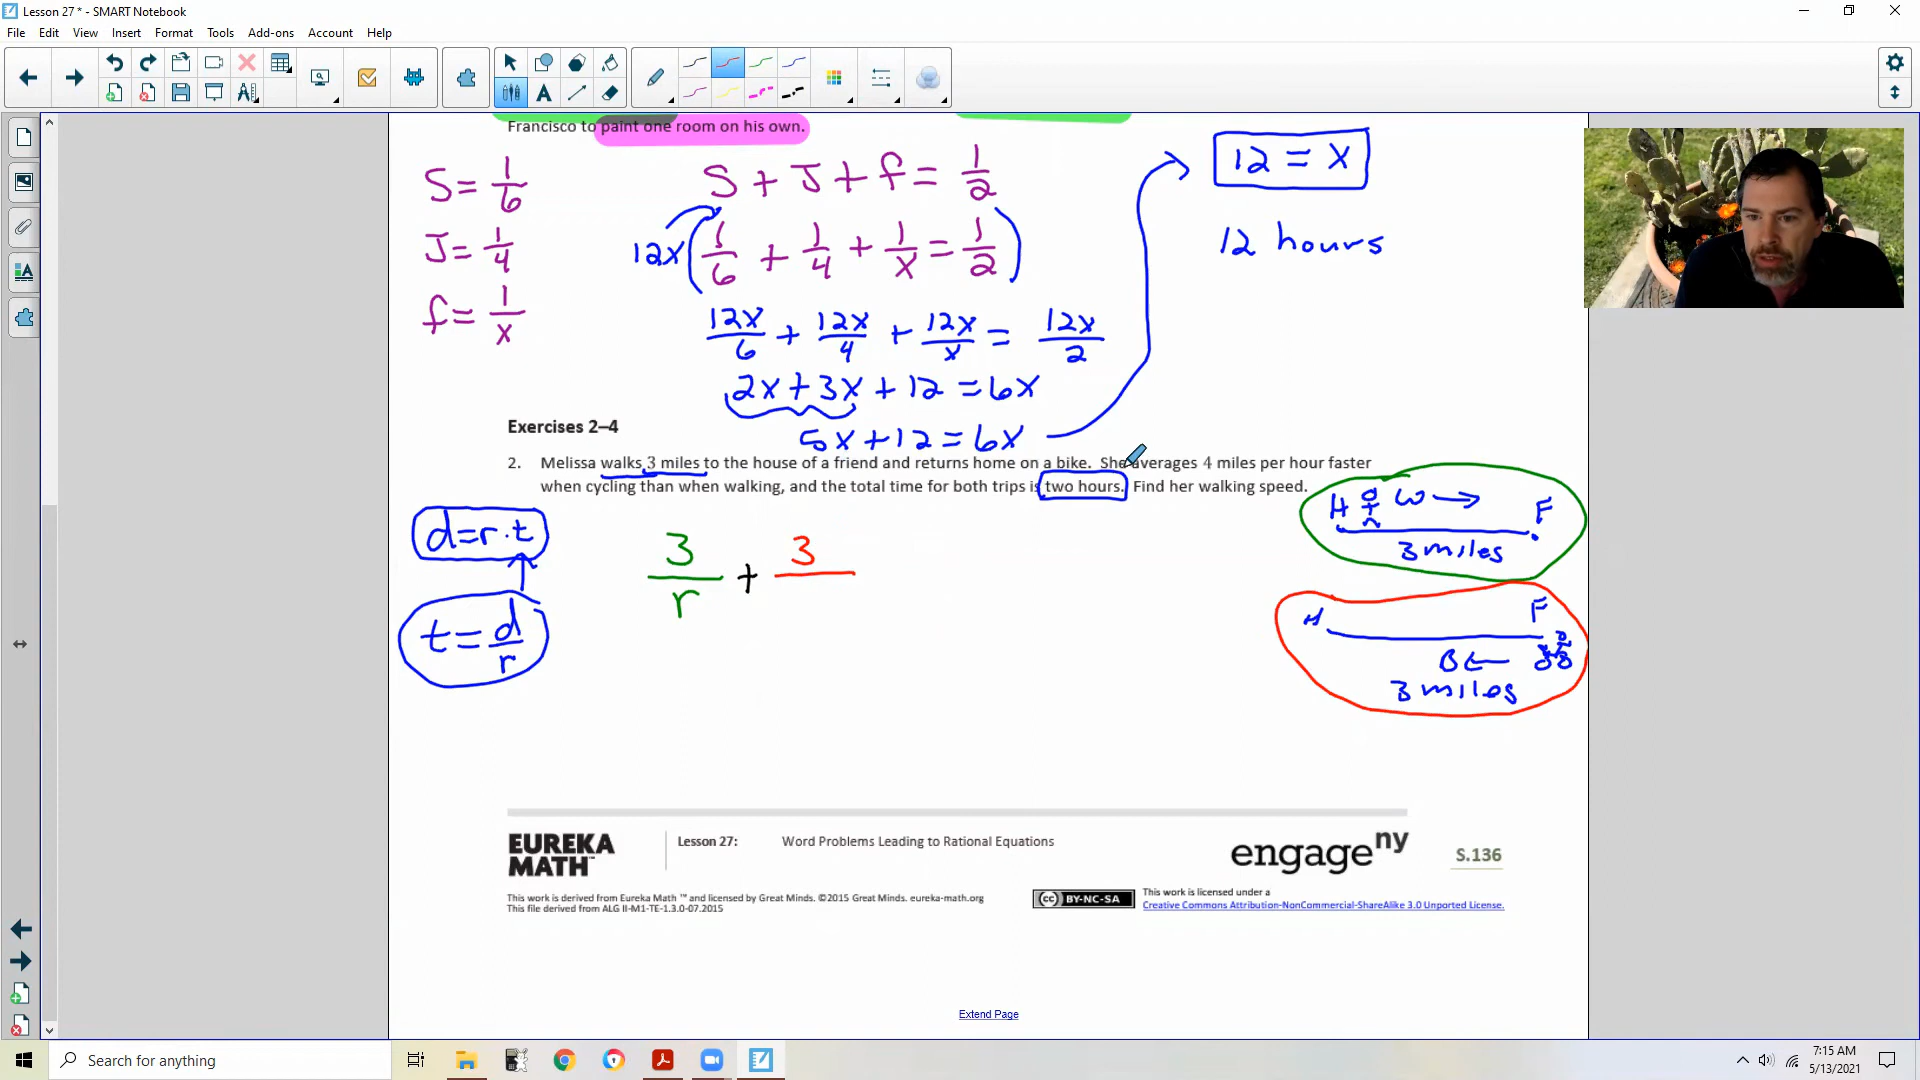 Lesson 27 * - SMART Notebook
File Edit View Insert Format Tools Add-ons Account Help
Francisco to paint one room on his own.
S = 1/6
J = 1/4
f = 1/x
S + J + f = 1/2
12x ( 1/6 + 1/4 + 1/x = 1/2 )
12x/6 + 12x/4 + 12x/x = 12x/2
2x + 3x + 12 = 6x
5x + 12 = 6x
12 = x
12 hours
Exercises 2–4
2. Melissa walks 3 miles to the house of a friend and returns home on a bike. She averages 4 miles per hour faster
when cycling than when walking, and the total time for both trips is two hours. Find her walking speed.
d = r · t
t = d/r
3/r + 3
H W → F
3 miles
H F
B ←
3 miles
EUREKA
MATH™
Lesson 27: Word Problems Leading to Rational Equations
engage ny
S.136
This work is derived from Eureka Math ™ and licensed by Great Minds. ©2015 Great Minds. eureka-math.org
This file derived from ALG II-M1-TE-1.3.0-07.2015
cc BY-NC-SA
This work is licensed under a
Creative Commons Attribution-NonCommercial-ShareAlike 3.0 Unported License.
Extend Page
Search for anything
7:15 AM
5/13/2021